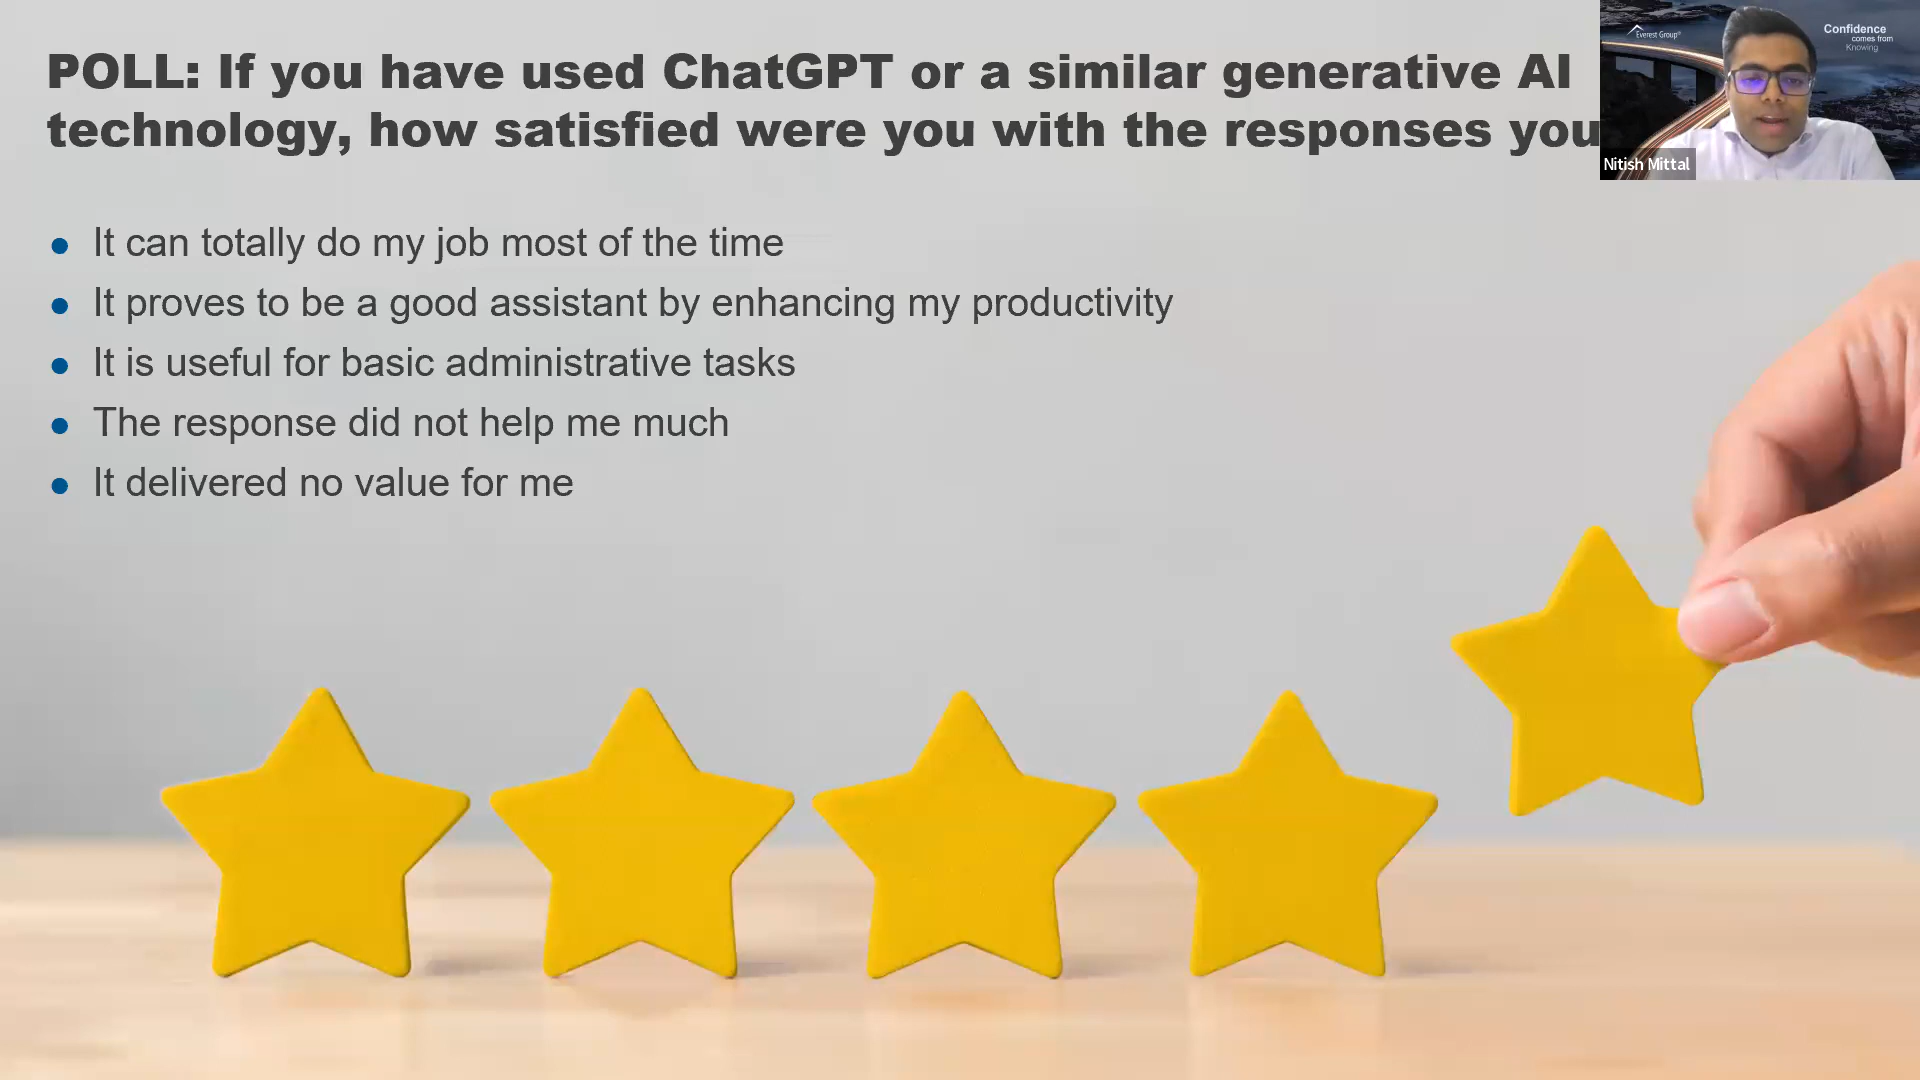 POLL: If you have used ChatGPT or a similar generative AI
technology, how satisfied were you with the responses you
It can totally do my job most of the time
It proves to be a good assistant by enhancing my productivity
It is useful for basic administrative tasks
The response did not help me much
It delivered no value for me
Everest Group®
Confidence
comes from
Knowing
Nitish Mittal